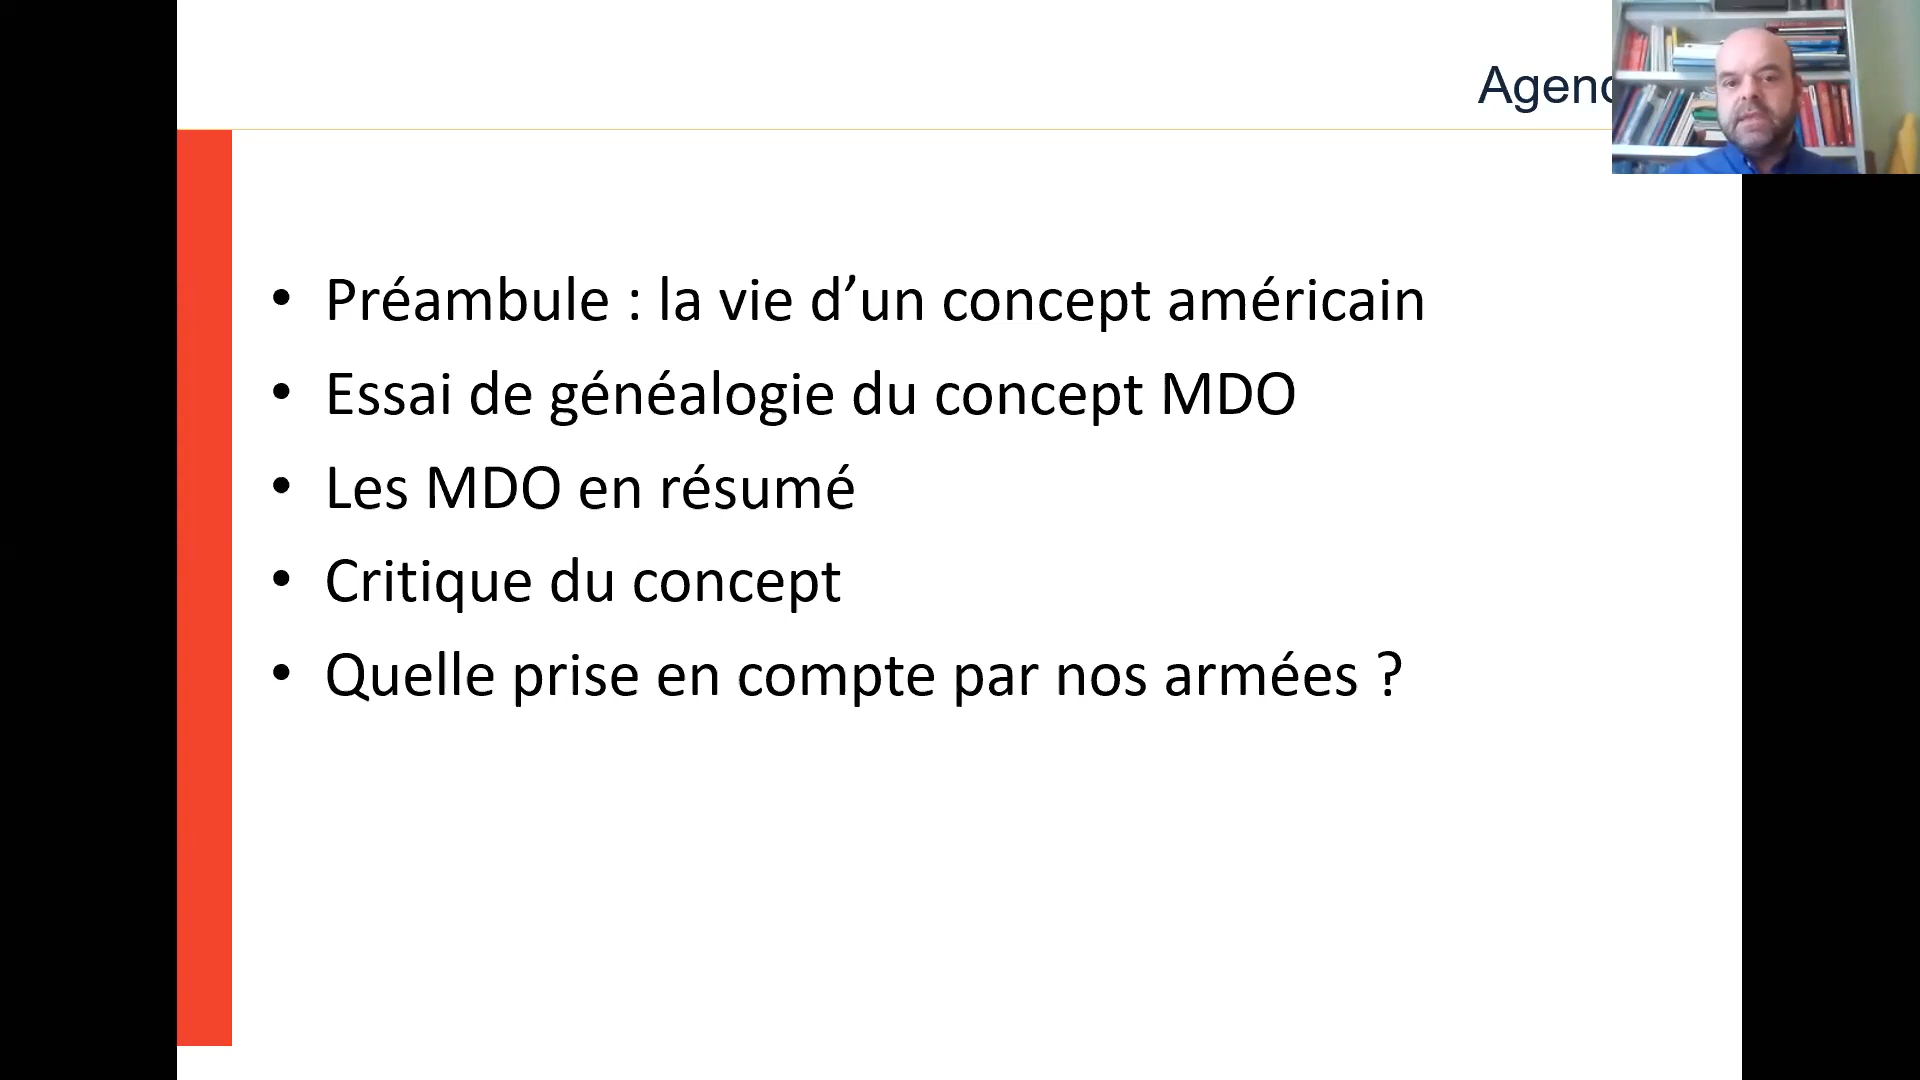 • Préambule : la vie d’un concept américain
• Essai de généalogie du concept MDO
• Les MDO en résumé
• Critique du concept
• Quelle prise en compte par nos armées ?